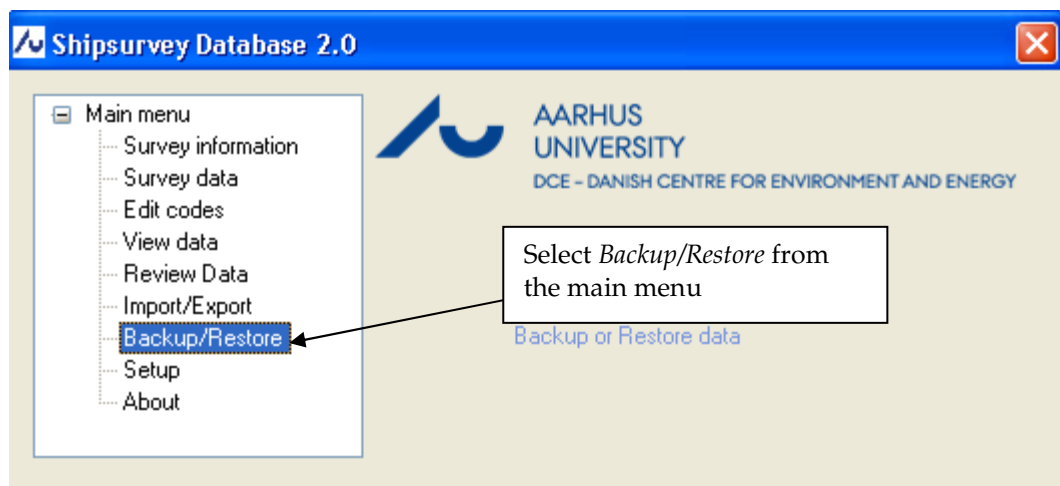 Shipsurvey Database 2.0
Main menu
Survey information
Survey data
Edit codes
View data
Review Data
Import/Export
Backup/Restore
Setup
About
AARHUS
UNIVERSITY
DCE – DANISH CENTRE FOR ENVIRONMENT AND ENERGY
Select Backup/Restore from
the main menu
Backup or Restore data